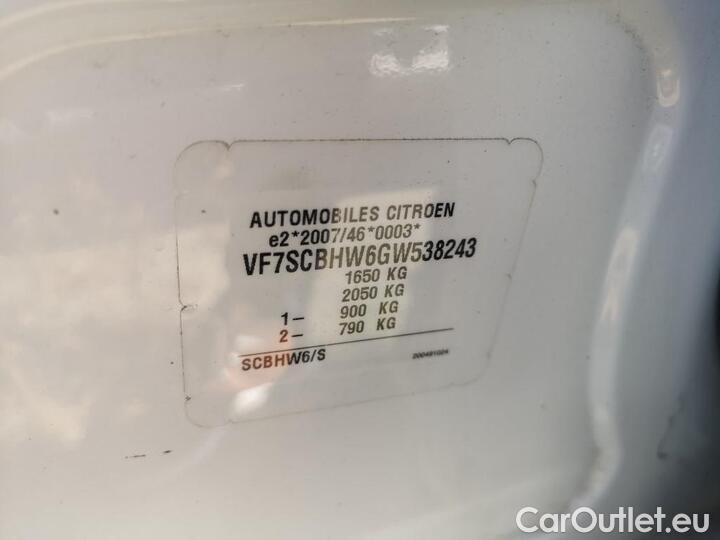 AUTOMOBILES CITROEN
e2*2007/46*0003*
VF7SCBHW6GW538243
1650 KG
2050 KG
1– 900 KG
2– 790 KG
SCBHW6/S 200491024
CarOutlet.eu